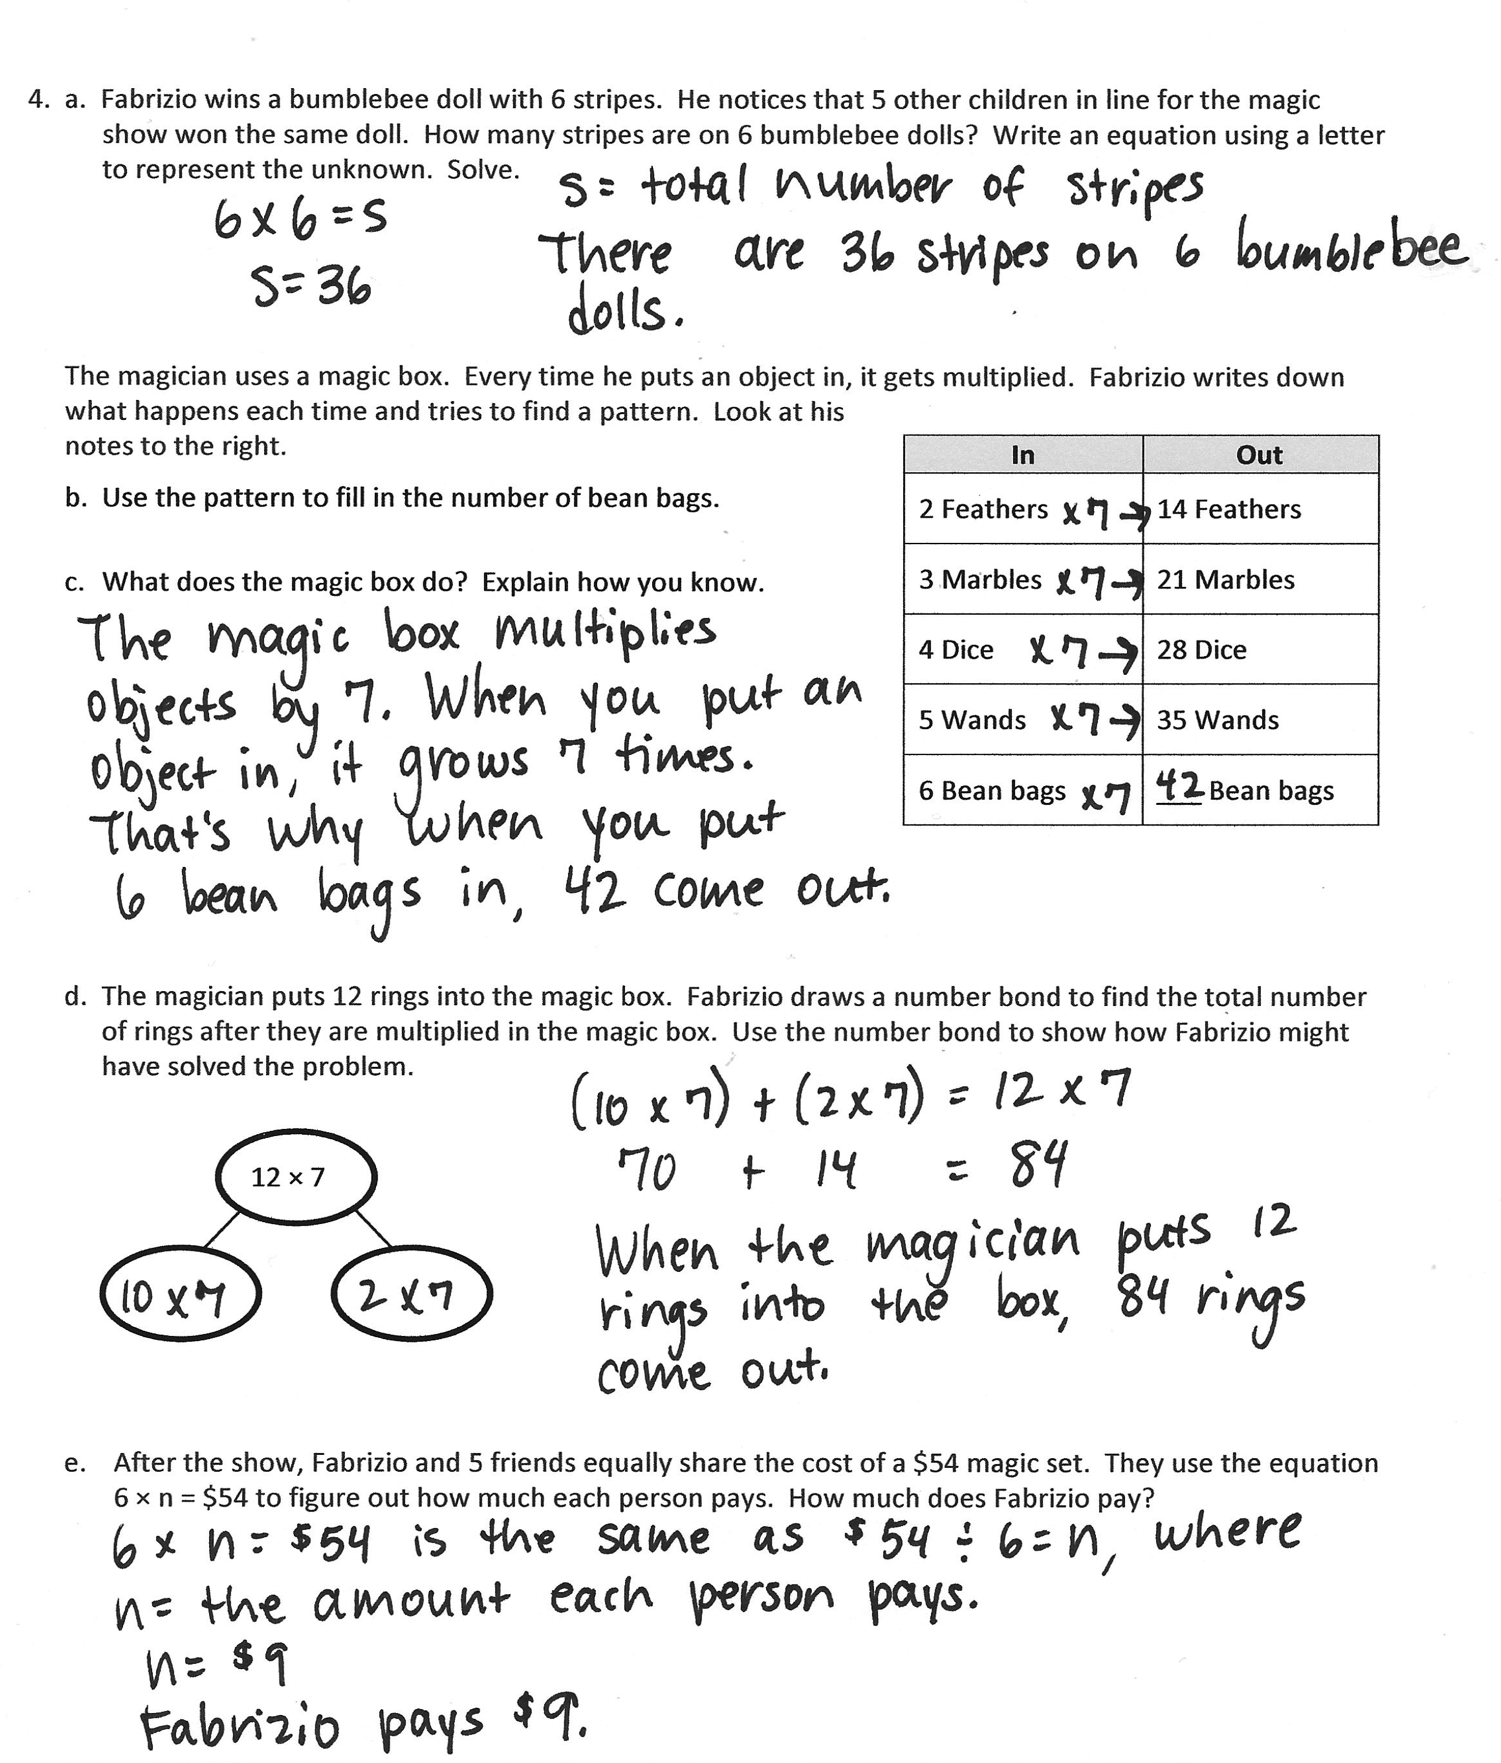 4. a. Fabrizio wins a bumblebee doll with 6 stripes. He notices that 5 other children in line for the magic
show won the same doll. How many stripes are on 6 bumblebee dolls? Write an equation using a letter
to represent the unknown. Solve.
s = total number of stripes
6 x 6 = s
There are 36 stripes on 6 bumblebee
s = 36
dolls.
The magician uses a magic box. Every time he puts an object in, it gets multiplied. Fabrizio writes down
what happens each time and tries to find a pattern. Look at his
notes to the right.
b. Use the pattern to fill in the number of bean bags.
c. What does the magic box do? Explain how you know.
The magic box multiplies
objects by 7. When you put an
object in, it grows 7 times.
That's why when you put
6 bean bags in, 42 come out.
In Out
2 Feathers x7 → 14 Feathers
3 Marbles x7 → 21 Marbles
4 Dice x7 → 28 Dice
5 Wands x7 → 35 Wands
6 Bean bags x7 42 Bean bags
d. The magician puts 12 rings into the magic box. Fabrizio draws a number bond to find the total number
of rings after they are multiplied in the magic box. Use the number bond to show how Fabrizio might
have solved the problem.
(10 x 7) + (2 x 7) = 12 x 7
70 + 14 = 84
12 × 7
10 x 7 2 x 7
When the magician puts 12
rings into the box, 84 rings
come out.
e. After the show, Fabrizio and 5 friends equally share the cost of a $54 magic set. They use the equation
6 × n = $54 to figure out how much each person pays. How much does Fabrizio pay?
6 x n = $54 is the same as $54 ÷ 6 = n, where
n = the amount each person pays.
n = $9
Fabrizio pays $9.